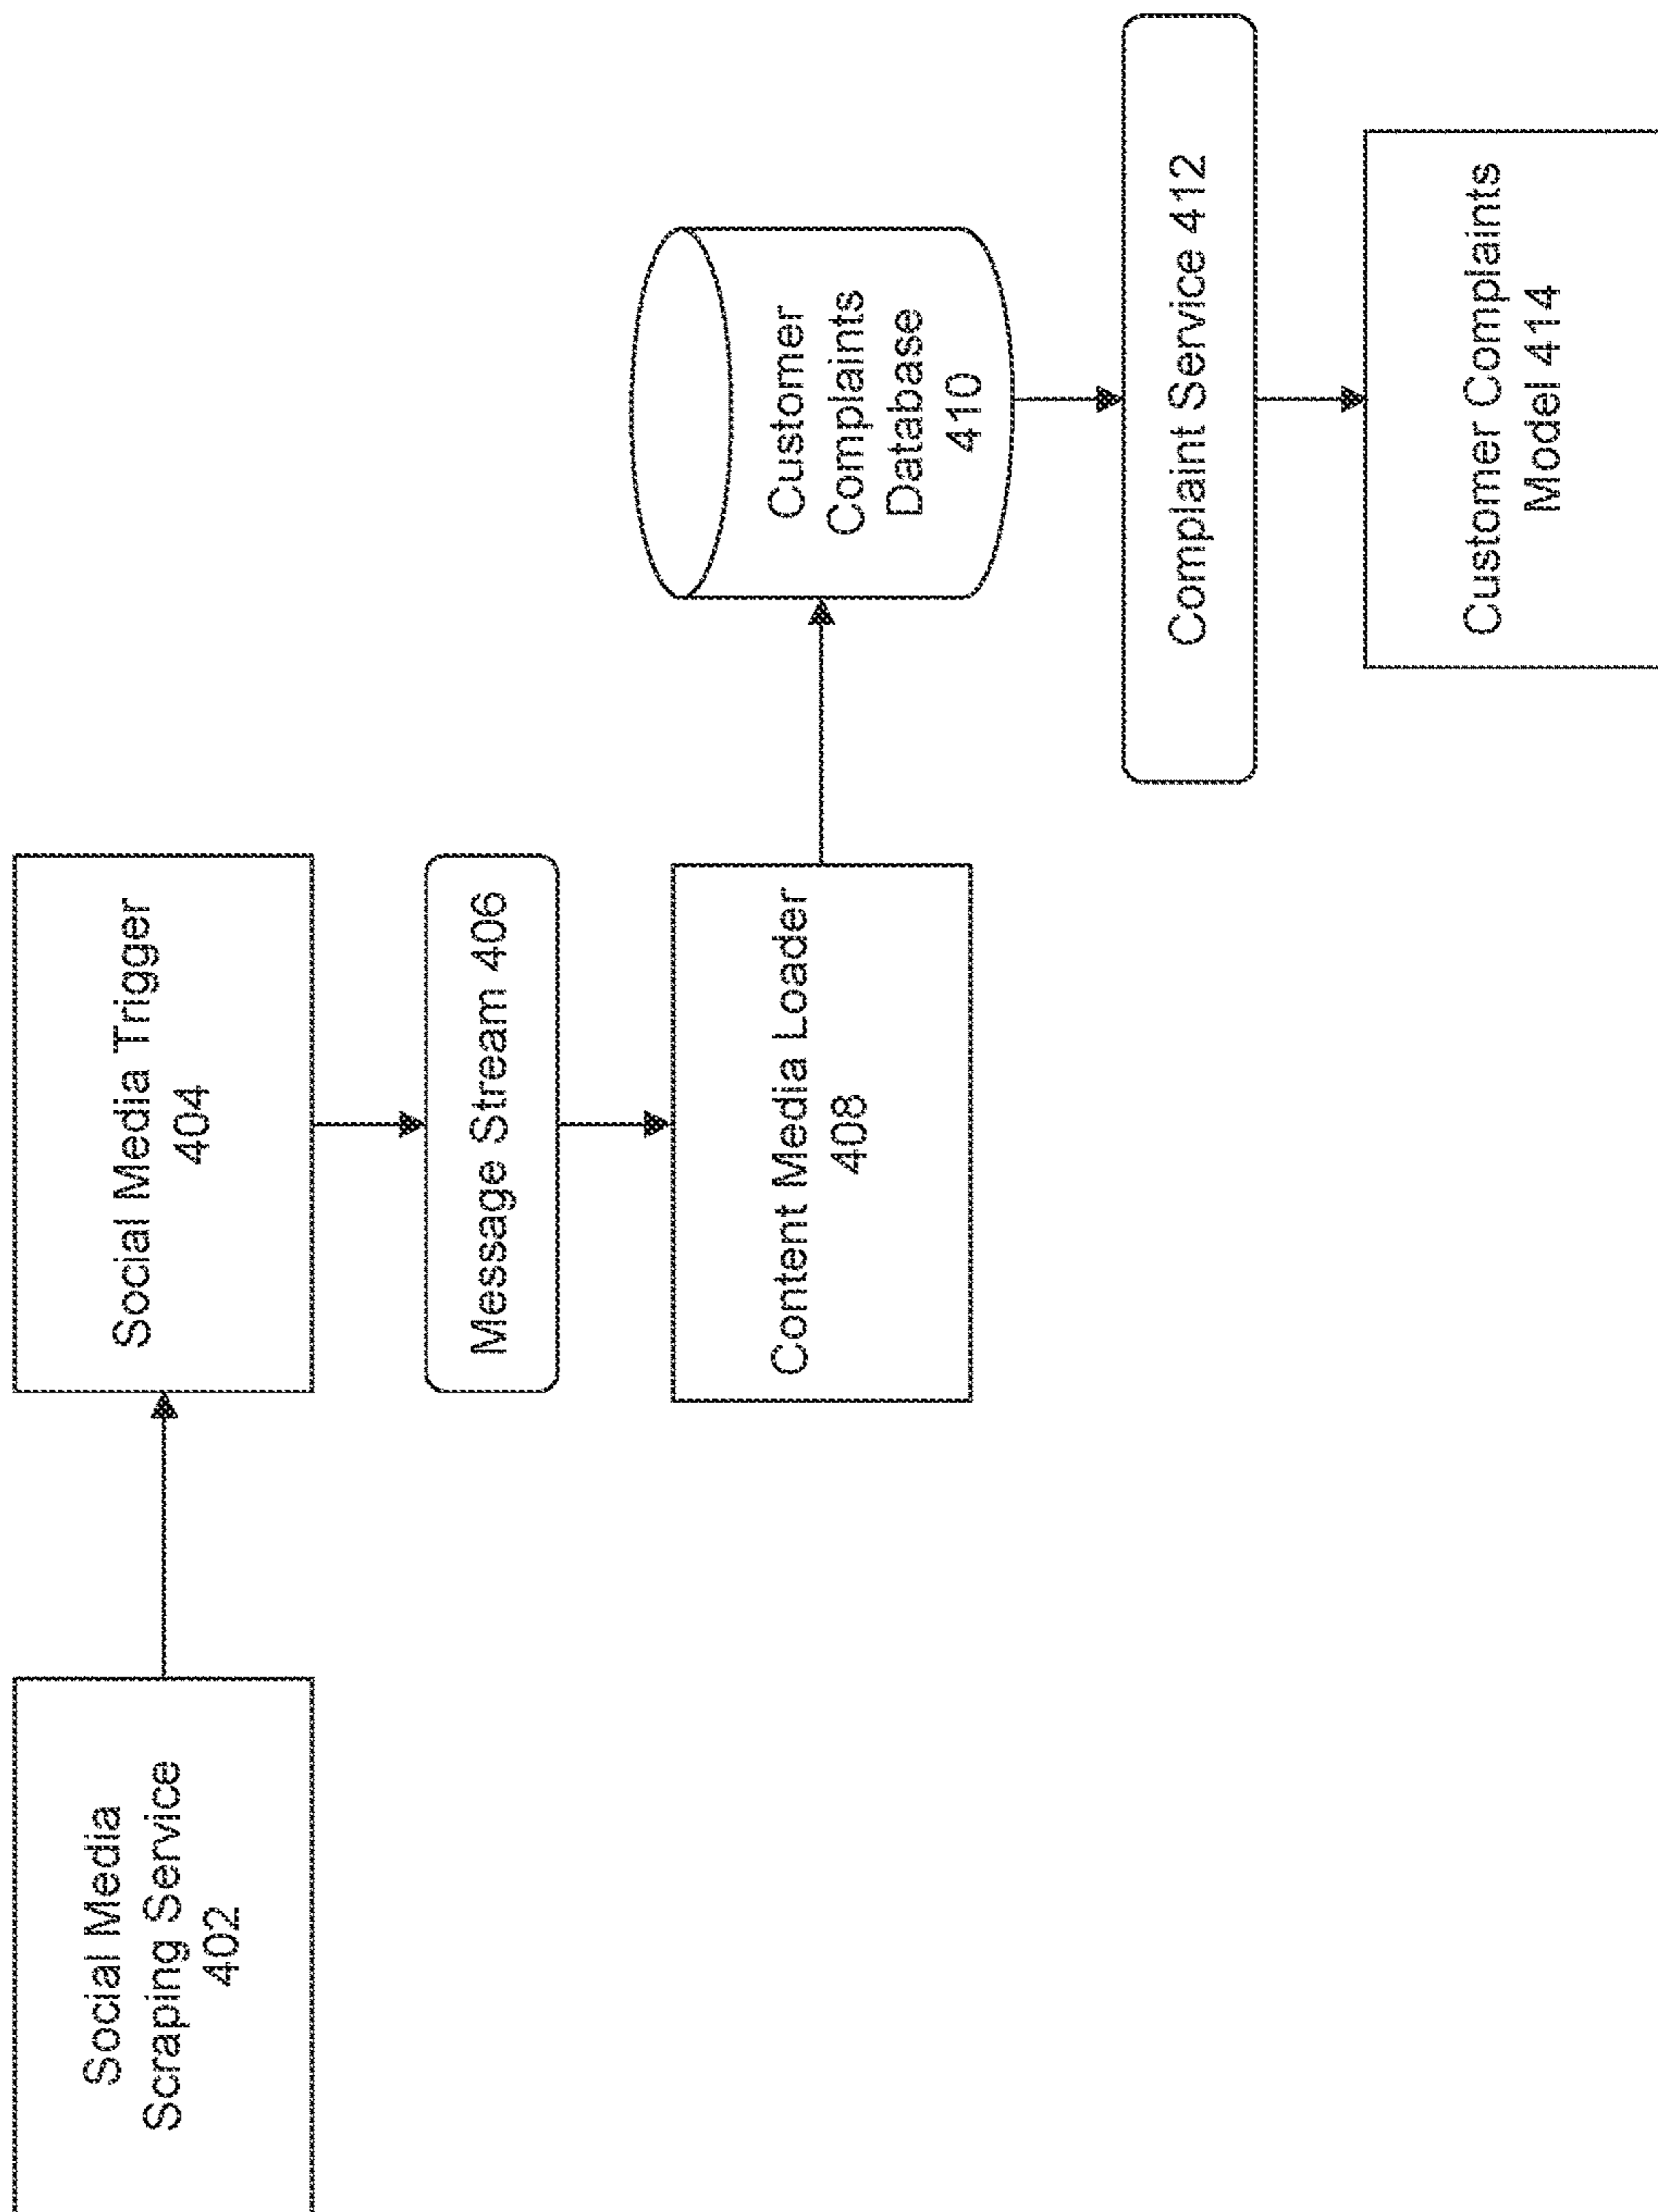 Social Media
Scraping Service
402
Social Media Trigger
404
Message Stream 406
Content Media Loader
408
Customer
Complaints
Database
410
Complaint Service 412
Customer Complaints
Model 414